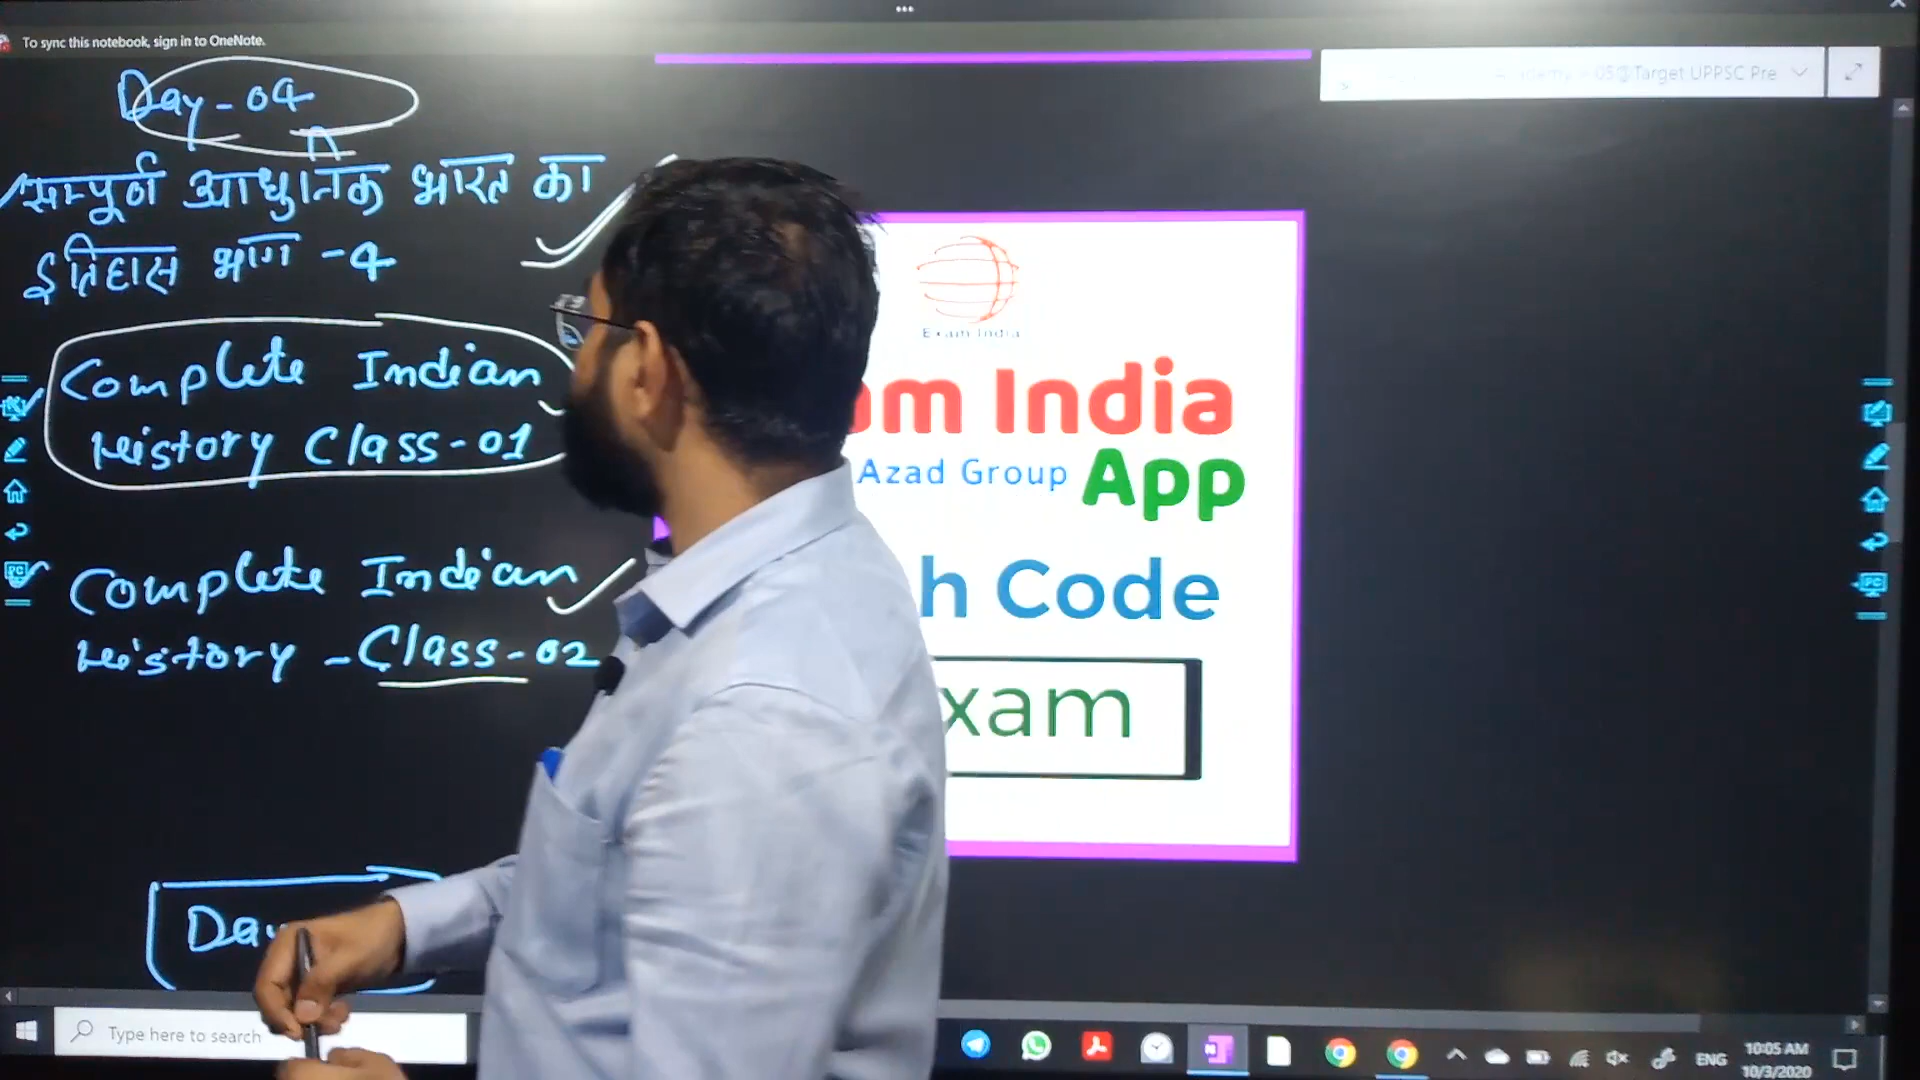 To sync this notebook, sign in to OneNote.
05@Target UPPSC Pre
Day-04
सम्पूर्ण आधुनिक भारत का
इतिहास भाग -4
Complete Indian
History Class-01
Complete Indian
History - Class-02
Exam India
India
Azad Group App
Code
Type here to search
ENG
10:05 AM
10/3/2020